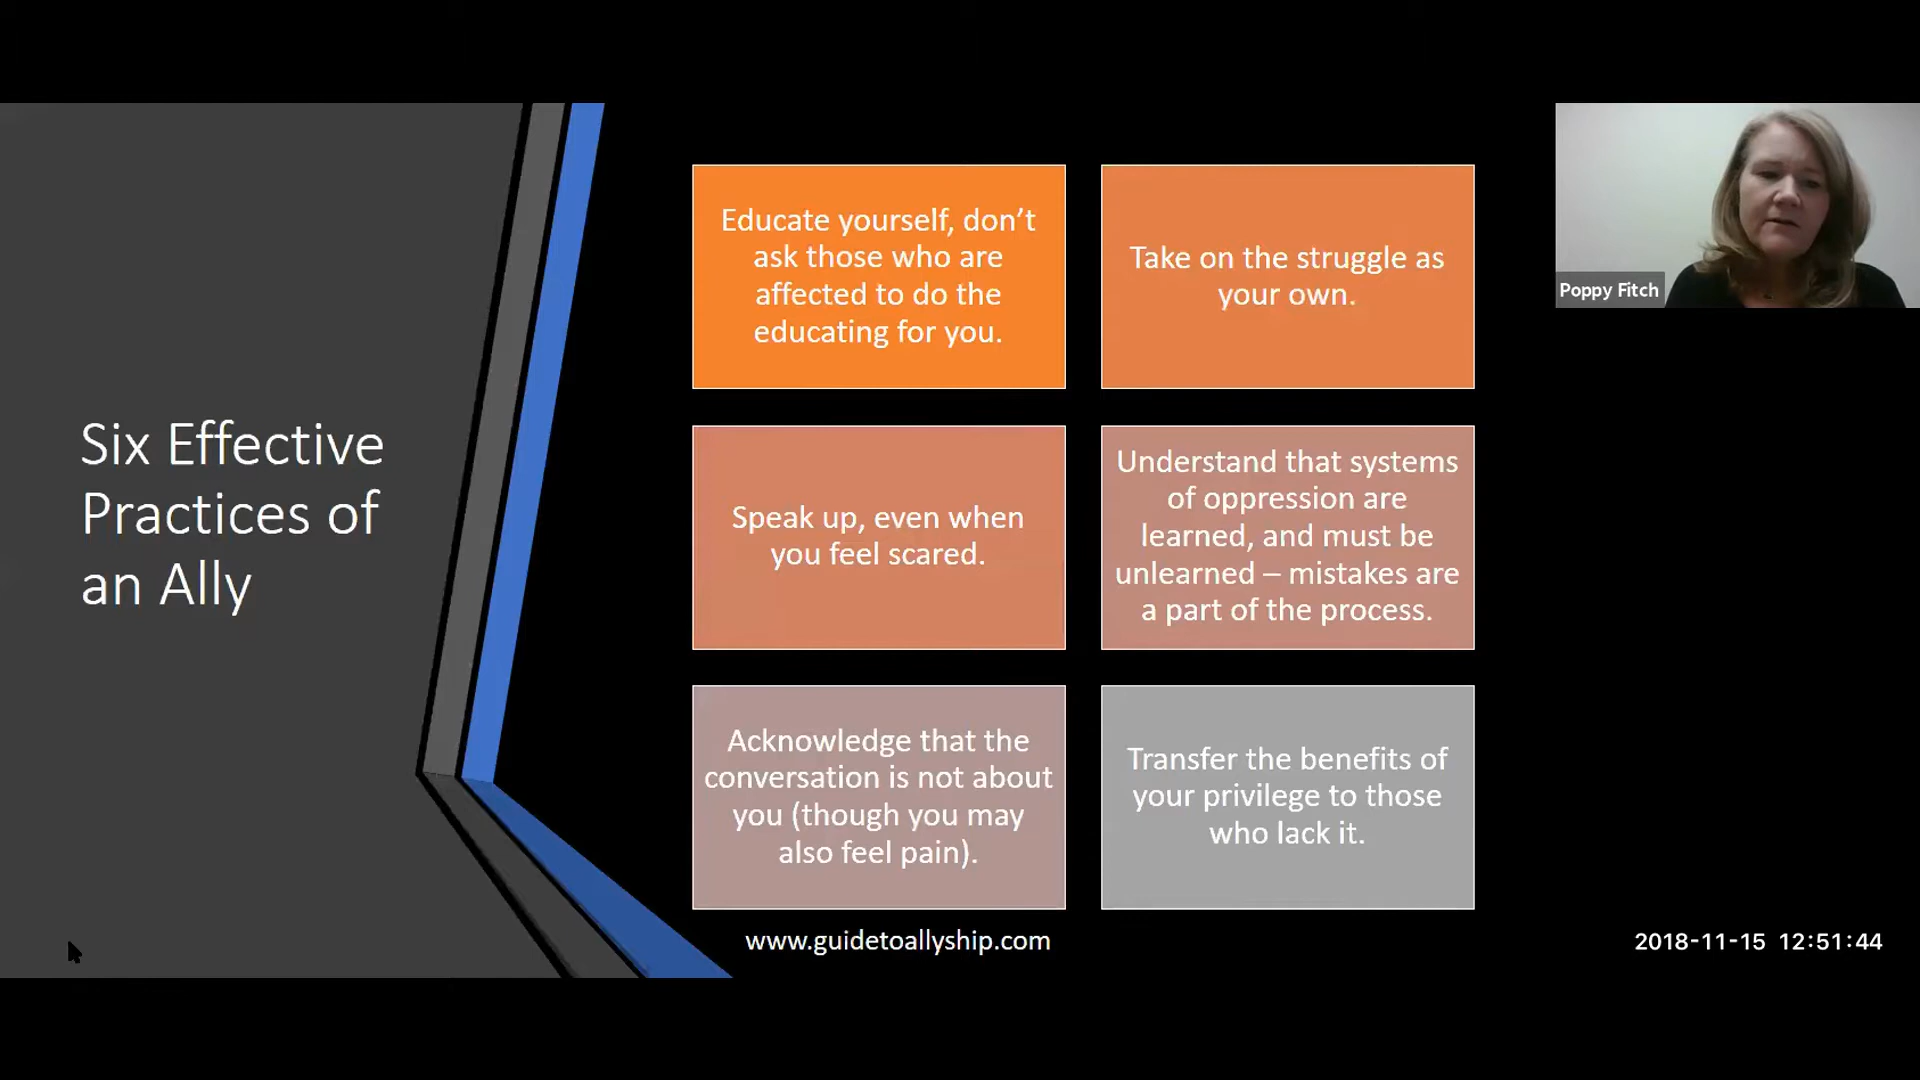 Six Effective
Practices of
an Ally
Educate yourself, don’t
ask those who are
affected to do the
educating for you.
Take on the struggle as
your own.
Speak up, even when
you feel scared.
Understand that systems
of oppression are
learned, and must be
unlearned – mistakes are
a part of the process.
Acknowledge that the
conversation is not about
you (though you may
also feel pain).
Transfer the benefits of
your privilege to those
who lack it.
www.guidetoallyship.com
Poppy Fitch
2018-11-15 12:51:44